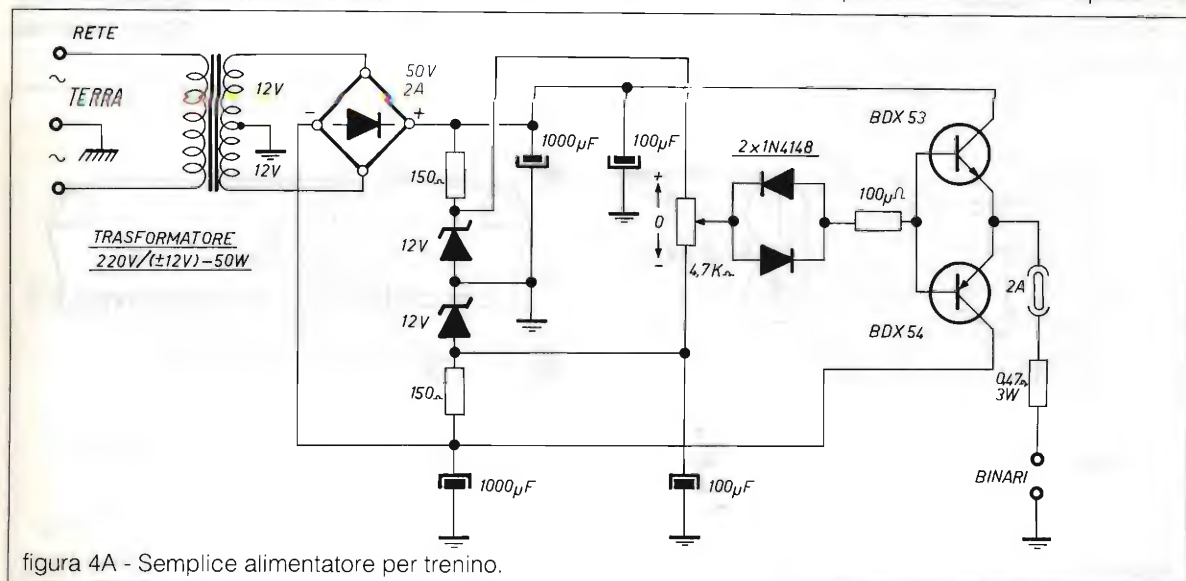 RETE
~
TERRA
~
12V
12V
TRASFORMATORE
220V/(±12V)-50W
50V
2A
-
+
150Ω
12V
12V
150Ω
1000µF
1000µF
100µF
+
0
-
4,7KΩ
100µF
2x1N4148
100µΩ
BDX 53
BDX 54
2A
0,47Ω
3W
BINARI
figura 4A - Semplice alimentatore per trenino.